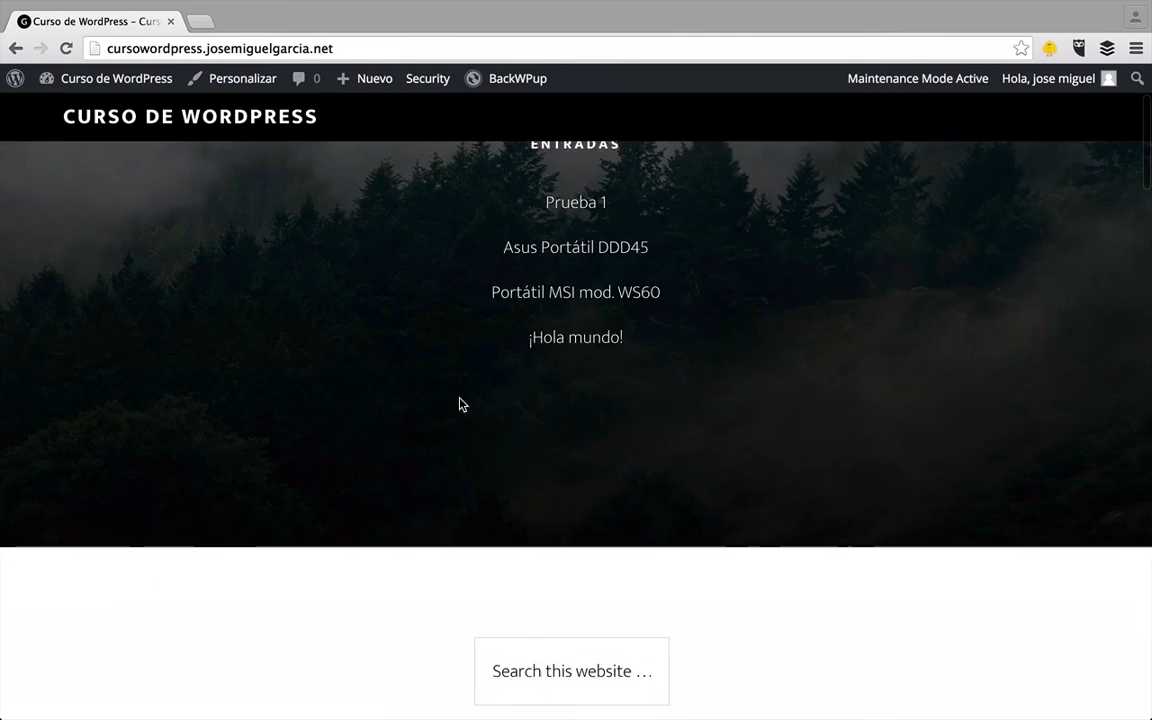 Curso de WordPress – Curs
cursowordpress.josemiguelgarcia.net
Curso de WordPress Personalizar 0 Nuevo Security BackWPup Maintenance Mode Active Hola, jose miguel
CURSO DE WORDPRESS
ENTRADAS
Prueba 1
Asus Portátil DDD45
Portátil MSI mod. WS60
¡Hola mundo!
Search this website …